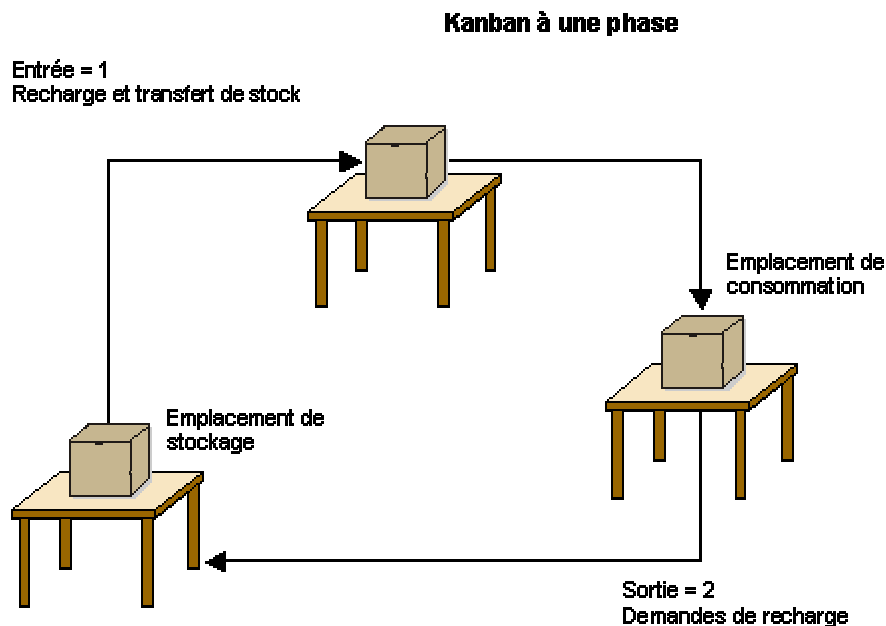 Kanban à une phase
Entrée = 1
Recharge et transfert de stock
Emplacement de
consommation
Emplacement de
stockage
Sortie = 2
Demandes de recharge